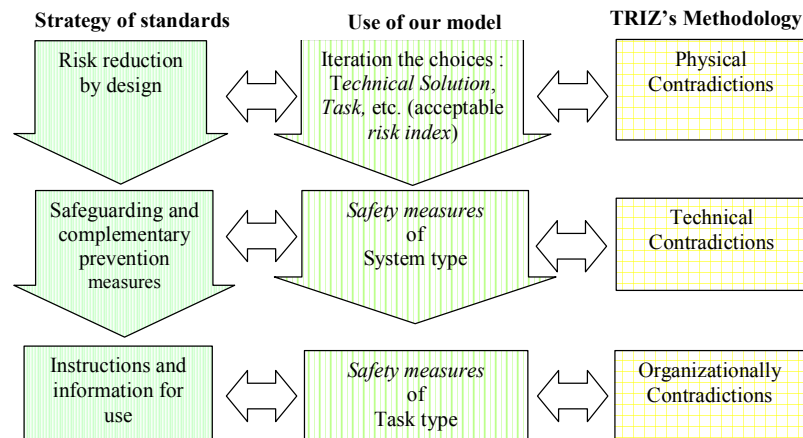 Strategy of standards
Use of our model
TRIZ's Methodology
Risk reduction
by design
Iteration the choices :
Technical Solution,
Task, etc. (acceptable
risk index)
Physical
Contradictions
Safeguarding and
complementary
prevention
measures
Safety measures
of
System type
Technical
Contradictions
Instructions and
information for
use
Safety measures
of
Task type
Organizationally
Contradictions